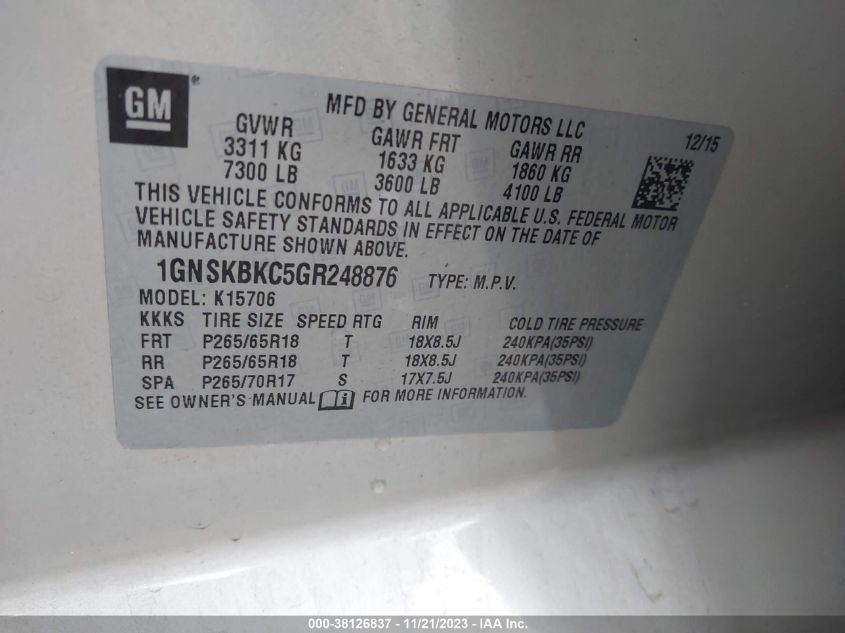 GM ®
MFD BY GENERAL MOTORS LLC
12/15
GVWR GAWR FRT GAWR RR
3311 KG 1633 KG 1860 KG
7300 LB 3600 LB 4100 LB
THIS VEHICLE CONFORMS TO ALL APPLICABLE U.S. FEDERAL MOTOR
VEHICLE SAFETY STANDARDS IN EFFECT ON THE DATE OF
MANUFACTURE SHOWN ABOVE.
1GNSKBKC5GR248876 TYPE: M.P.V.
MODEL: K15706
KKKS TIRE SIZE SPEED RTG RIM COLD TIRE PRESSURE
FRT P265/65R18 T 18X8.5J 240KPA(35PSI)
RR P265/65R18 T 18X8.5J 240KPA(35PSI)
SPA P265/70R17 S 17X7.5J 240KPA(35PSI)
SEE OWNER'S MANUAL i FOR MORE INFORMATION.
000-38126837 - 11/21/2023 - IAA Inc.